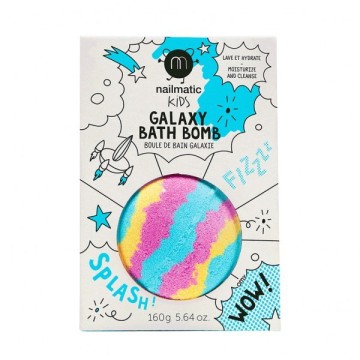 m
nailmatic
KiDS
GALAXY
BATH BOMB
BOULE DE BAIN GALAXIE
LAVE ET HYDRATE
-
MOISTURIZE
AND CLEANSE
FIZZZZ
SPLASH!
WOW!
160g 5.64 oz.